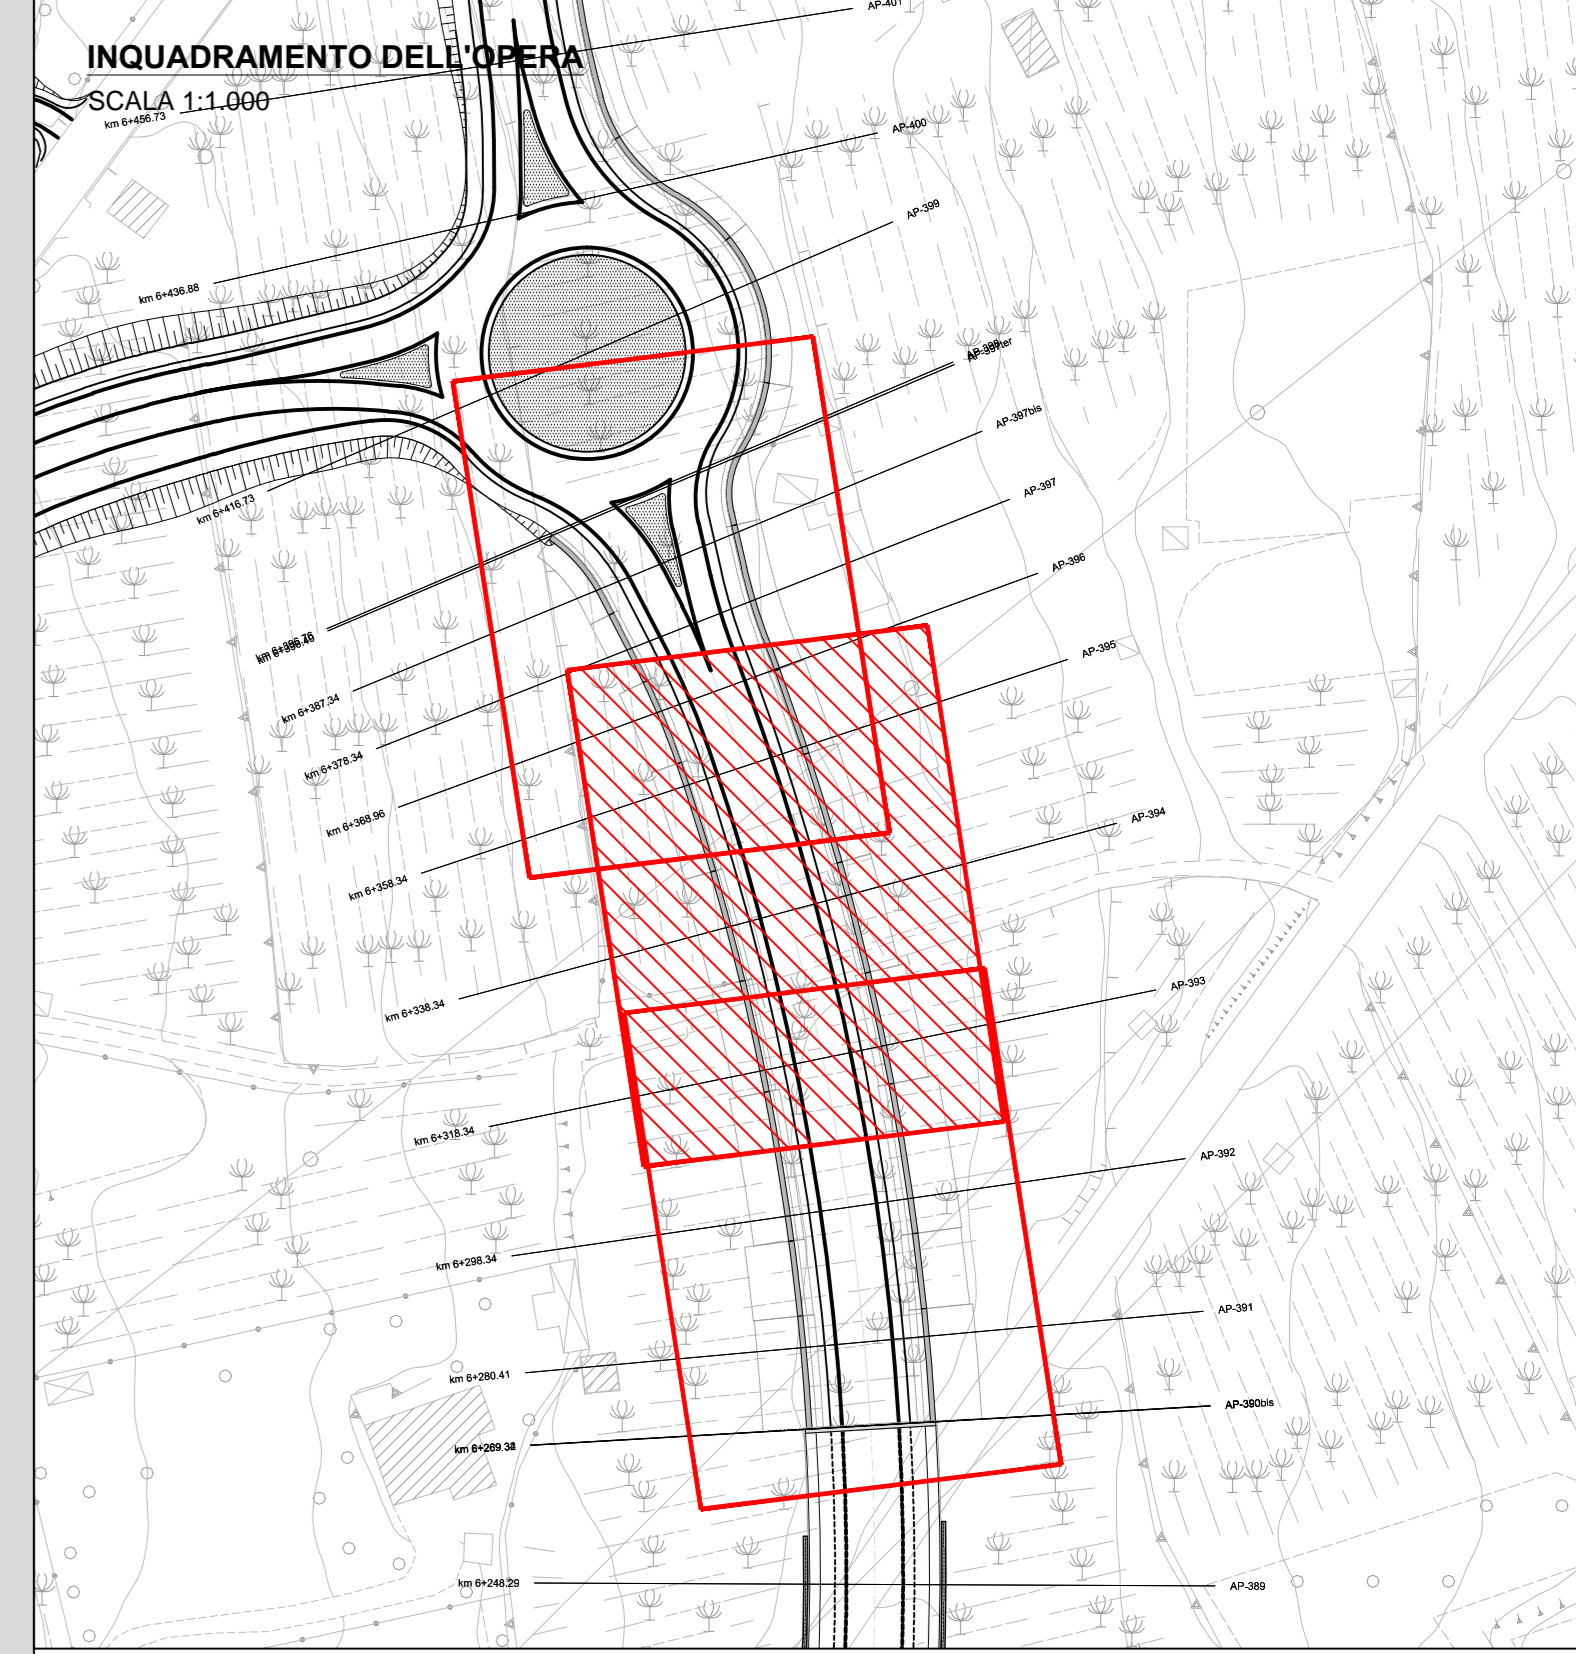 AP-401
INQUADRAMENTO DELL'OPERA
SCALA 1:1.000
km 6+456.73
AP-400
AP-399
km 6+436.88
AP-398
AP-397ter
AP-397bis
AP-397
km 6+416.73
AP-396
km 6+396.76
AP-395
km 6+387.34
km 6+378.34
km 6+368.96
AP-394
km 6+358.34
AP-393
km 6+338.34
km 6+318.34
AP-392
km 6+298.34
AP-391
km 6+280.41
AP-390bis
km 6+248.29
AP-389